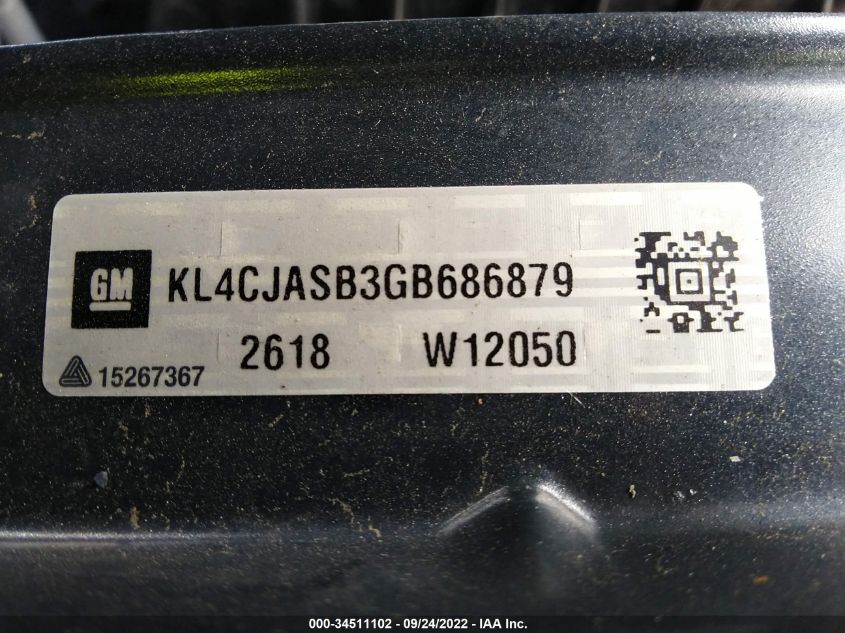 GM
KL4CJASB3GB686879
2618 W12050
15267367
000-34511102 - 09/24/2022 - IAA Inc.